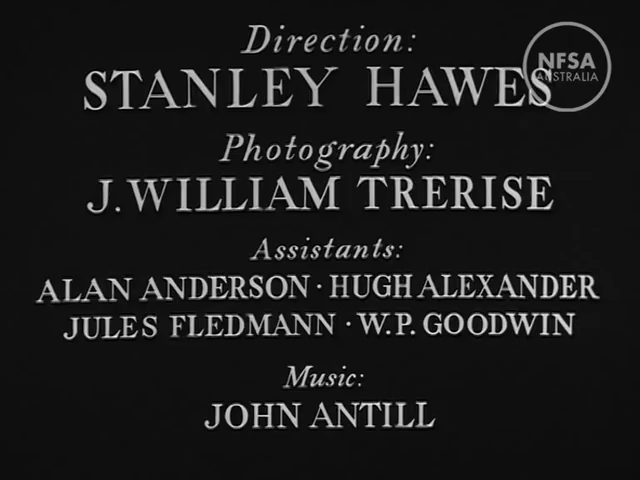 Direction:
STANLEY HAWES
NFSA
AUSTRALIA
Photography:
J. WILLIAM TRERISE
Assistants:
ALAN ANDERSON · HUGH ALEXANDER
JULES FLEDMANN · W.P. GOODWIN
Music:
JOHN ANTILL